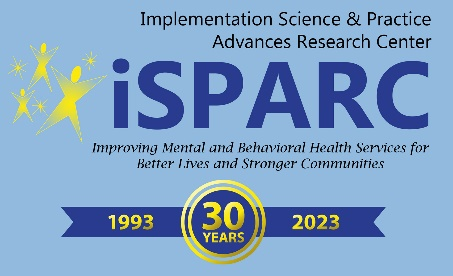 Implementation Science & Practice
Advances Research Center
iSPARC
Improving Mental and Behavioral Health Services for
Better Lives and Stronger Communities
1993 30 YEARS 2023